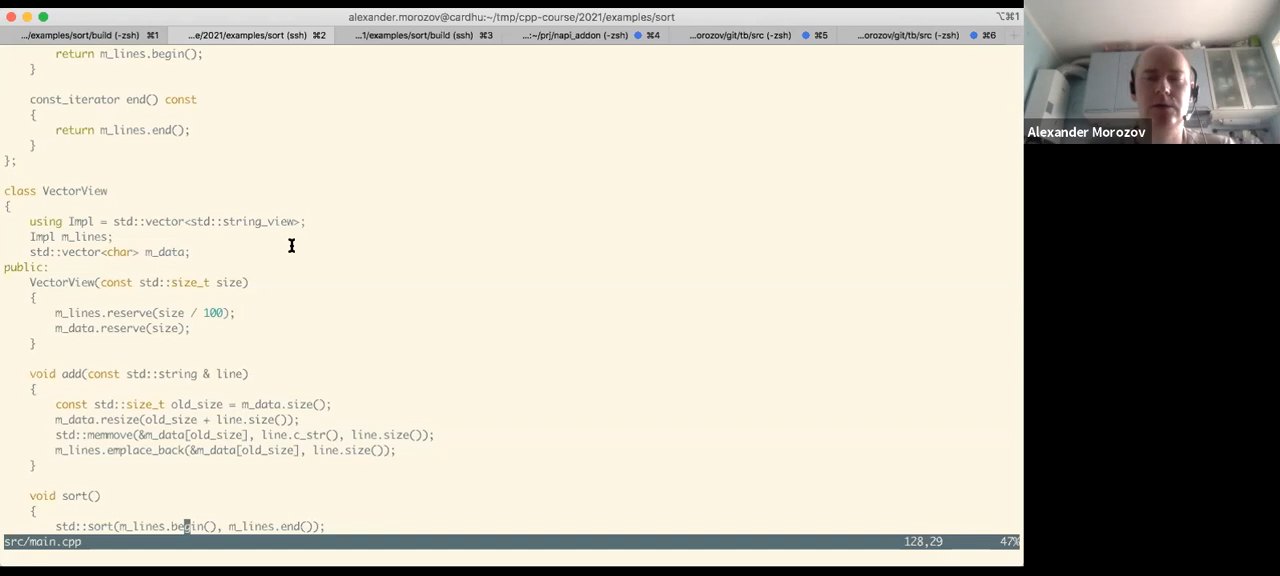 alexander.morozov@cardhu:~/tmp/cpp-course/2021/examples/sort
⌥⌘1
.../examples/sort/build (-zsh) ⌘1
...e/2021/examples/sort (ssh) ⌘2
...1/examples/sort/build (ssh) ⌘3
...:~/prj/napi_addon (-zsh) ⌘4
...orozov/git/tb/src (-zsh) ⌘5
...orozov/git/tb/src (-zsh) ⌘6
return m_lines.begin();
}
const_iterator end() const
{
return m_lines.end();
}
};
class VectorView
{
using Impl = std::vector<std::string_view>;
Impl m_lines;
std::vector<char> m_data;
public:
VectorView(const std::size_t size)
{
m_lines.reserve(size / 100);
m_data.reserve(size);
}
void add(const std::string & line)
{
const std::size_t old_size = m_data.size();
m_data.resize(old_size + line.size());
std::memmove(&m_data[old_size], line.c_str(), line.size());
m_lines.emplace_back(&m_data[old_size], line.size());
}
void sort()
{
std::sort(m_lines.begin(), m_lines.end());
src/main.cpp 128,29 47%
Alexander Morozov